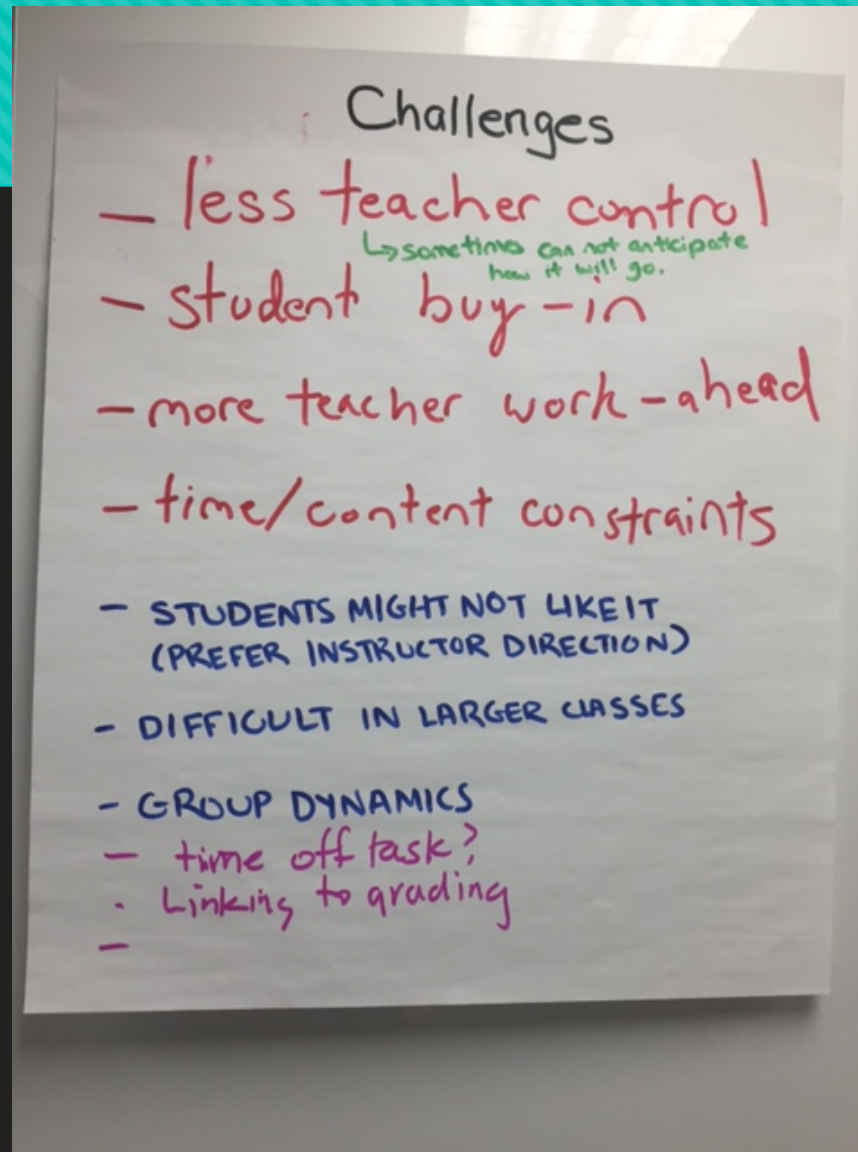 Challenges
- less teacher control
↳ sometimes can not anticipate
how it will go.
- student buy-in
- more teacher work-ahead
- time/content constraints
- STUDENTS MIGHT NOT LIKE IT
(PREFER INSTRUCTOR DIRECTION)
- DIFFICULT IN LARGER CLASSES
- GROUP DYNAMICS
- time off task?
· Linking to grading
-